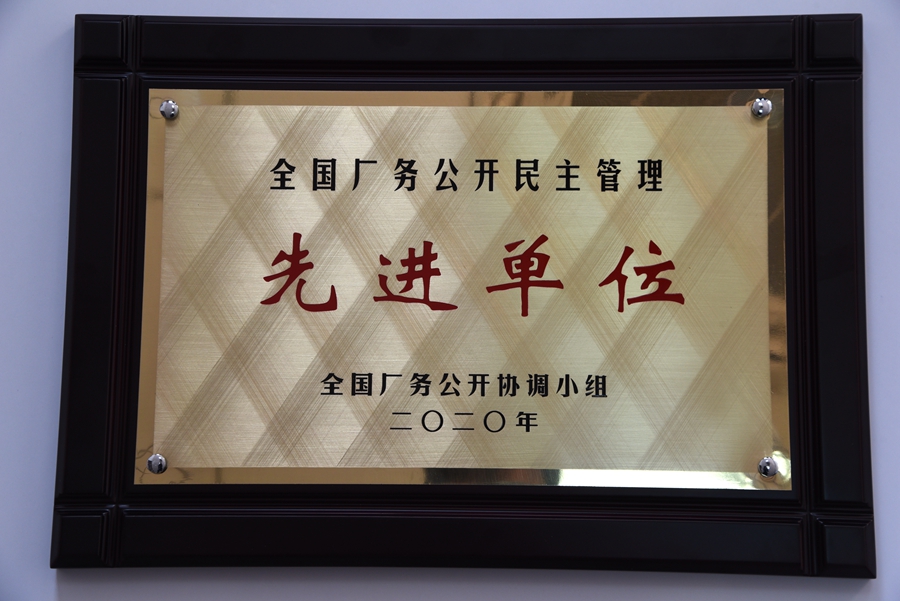 全国厂务公开民主管理
先进单位
全国厂务公开协调小组
二〇二〇年